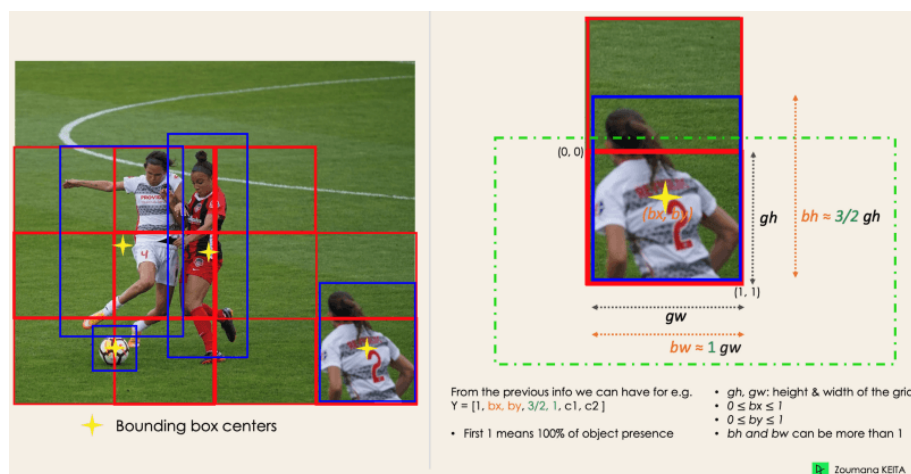 4
2
Bounding box centers
(0, 0)
(bx, by)
2
gh
bh ≈ 3/2 gh
(1, 1)
gw
bw ≈ 1 gw
From the previous info we can have for e.g.
Y = [1, bx, by, 3/2, 1, c1, c2 ]
• First 1 means 100% of object presence
• gh, gw: height & width of the grid
• 0 ≤ bx ≤ 1
• 0 ≤ by ≤ 1
• bh and bw can be more than 1
Zoumana KEITA